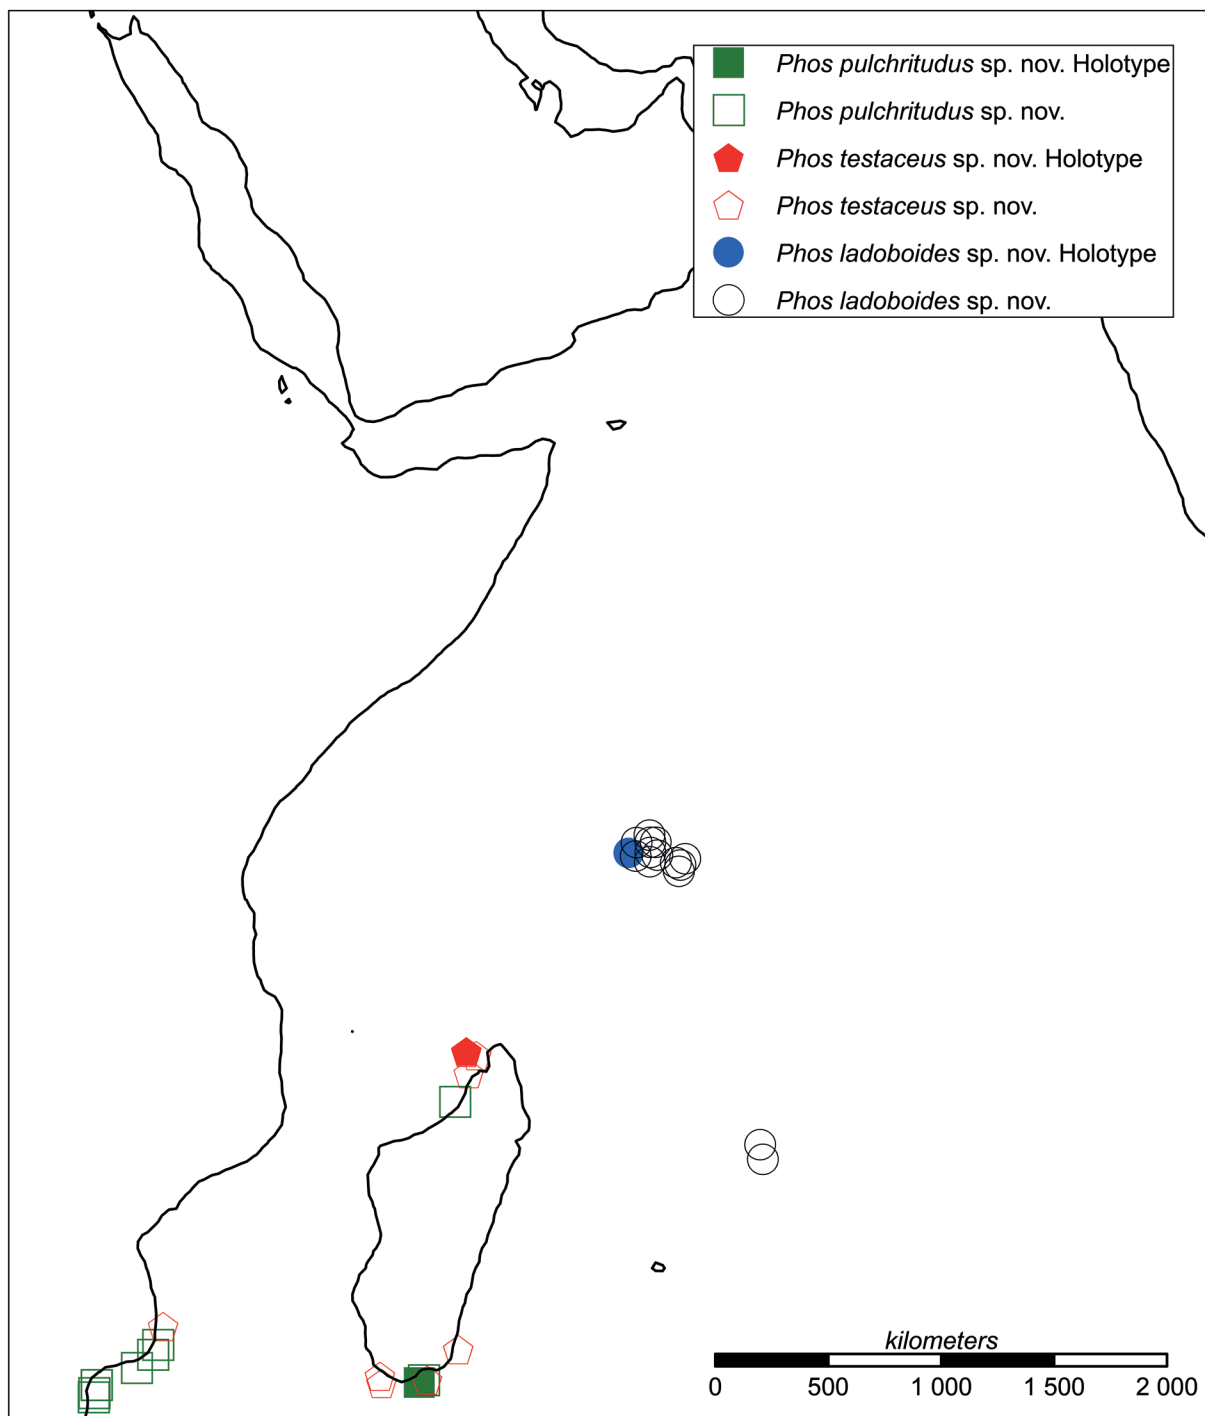 Phos pulchritudus sp. nov. Holotype
Phos pulchritudus sp. nov.
Phos testaceus sp. nov. Holotype
Phos testaceus sp. nov.
Phos ladoboides sp. nov. Holotype
Phos ladoboides sp. nov.
kilometers
0 500 1 000 1 500 2 000